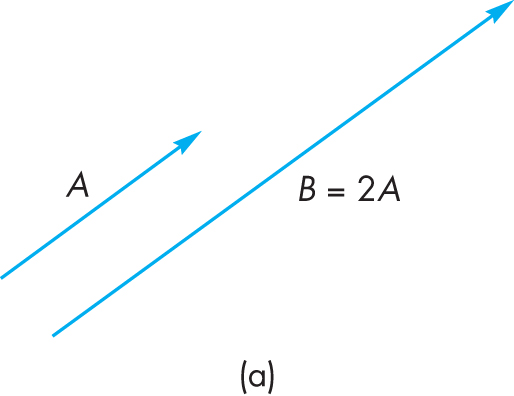 A
B = 2A
(a)